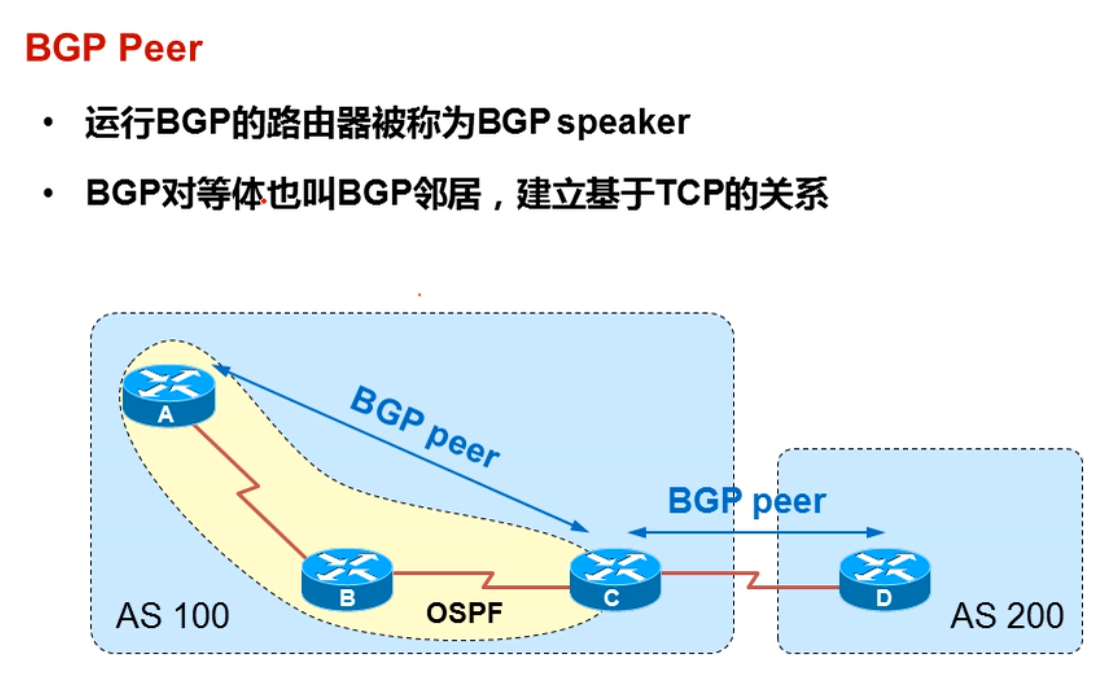 BGP Peer
• 运行BGP的路由器被称为BGP speaker
• BGP对等体也叫BGP邻居，建立基于TCP的关系
A
BGP peer
BGP peer
B
C
D
AS 100
OSPF
AS 200